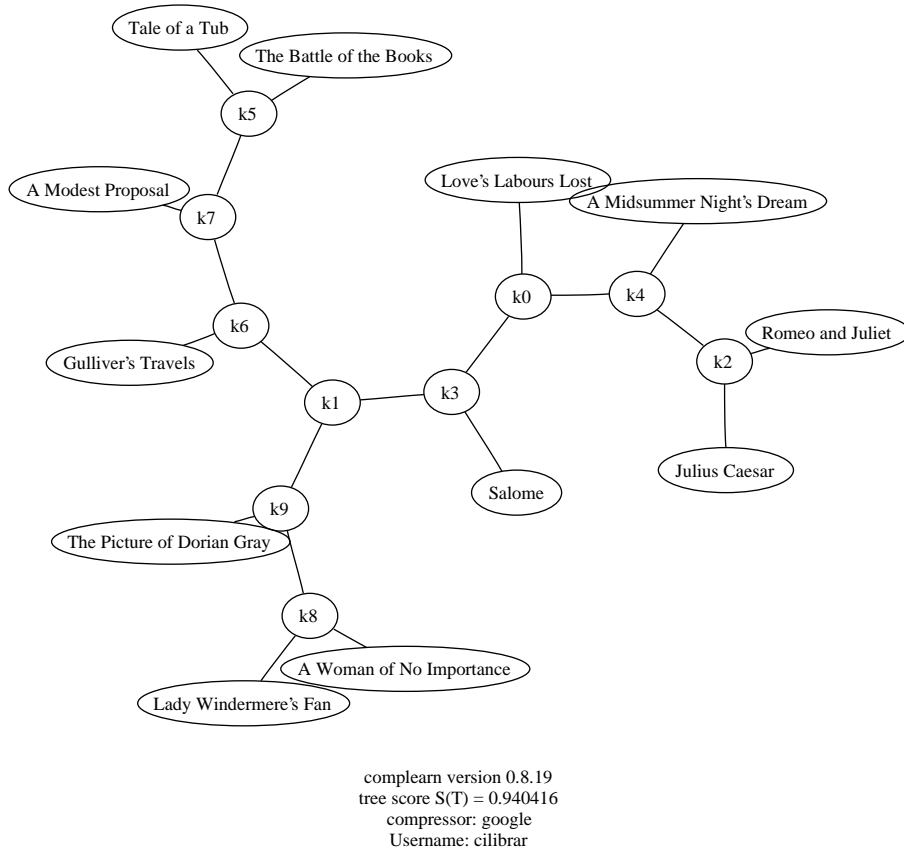 Tale of a Tub
The Battle of the Books
k5
A Modest Proposal
k7
Love's Labours Lost
A Midsummer Night's Dream
k0
k4
k6
Gulliver's Travels
Romeo and Juliet
k2
k1
k3
Julius Caesar
Salome
k9
The Picture of Dorian Gray
k8
A Woman of No Importance
Lady Windermere's Fan
complearn version 0.8.19
tree score S(T) = 0.940416
compressor: google
Username: cilibrar